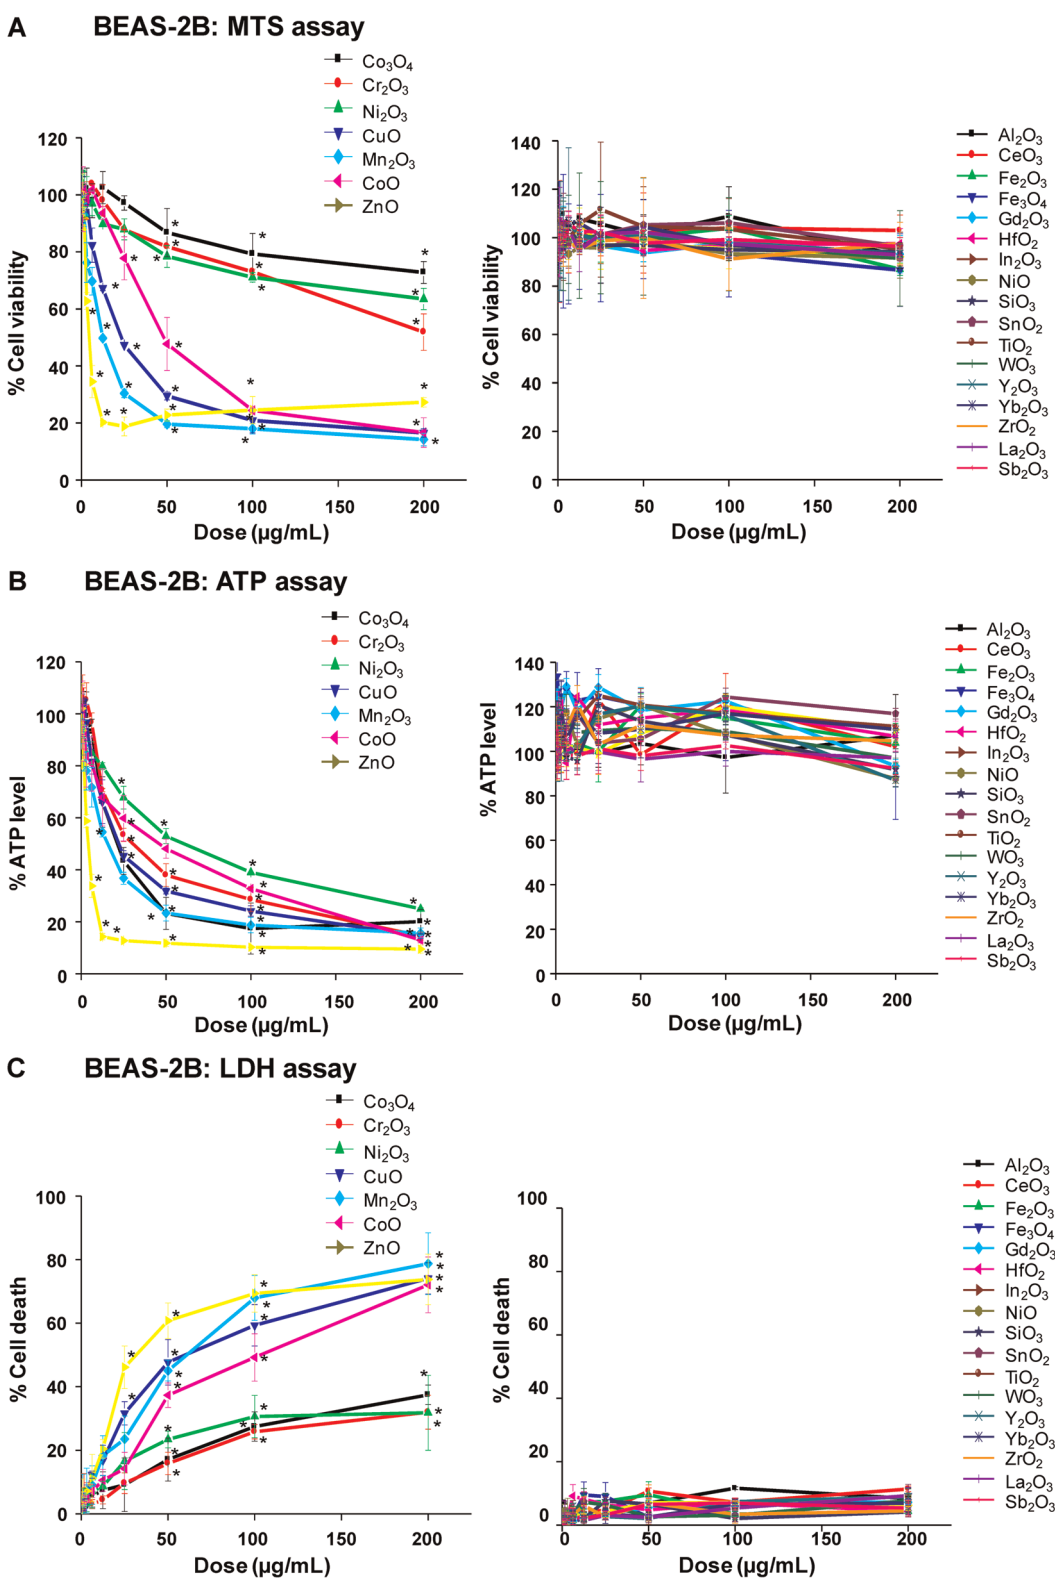 A BEAS-2B: MTS assay
Co₃O₄
Cr₂O₃
Ni₂O₃
CuO
Mn₂O₃
CoO
ZnO
% Cell viability
120
100
80
60
40
20
0
0 50 100 150 200
Dose (µg/mL)
% Cell viability
140
120
100
80
60
40
20
0
0 50 100 150 200
Dose (µg/mL)
Al₂O₃
CeO₃
Fe₂O₃
Fe₃O₄
Gd₂O₃
HfO₂
In₂O₃
NiO
SiO₃
SnO₂
TiO₂
WO₃
Y₂O₃
Yb₂O₃
ZrO₂
La₂O₃
Sb₂O₃
B BEAS-2B: ATP assay
Co₃O₄
Cr₂O₃
Ni₂O₃
CuO
Mn₂O₃
CoO
ZnO
% ATP level
120
100
80
60
40
20
0
0 50 100 150 200
Dose (µg/mL)
% ATP level
140
120
100
80
60
40
20
0
0 50 100 150 200
Dose (µg/mL)
Al₂O₃
CeO₃
Fe₂O₃
Fe₃O₄
Gd₂O₃
HfO₂
In₂O₃
NiO
SiO₃
SnO₂
TiO₂
WO₃
Y₂O₃
Yb₂O₃
ZrO₂
La₂O₃
Sb₂O₃
C BEAS-2B: LDH assay
Co₃O₄
Cr₂O₃
Ni₂O₃
CuO
Mn₂O₃
CoO
ZnO
% Cell death
100
80
60
40
20
0
0 50 100 150 200
Dose (µg/mL)
% Cell death
100
80
60
40
20
0
0 50 100 150 200
Dose (µg/mL)
Al₂O₃
CeO₃
Fe₂O₃
Fe₃O₄
Gd₂O₃
HfO₂
In₂O₃
NiO
SiO₃
SnO₂
TiO₂
WO₃
Y₂O₃
Yb₂O₃
ZrO₂
La₂O₃
Sb₂O₃